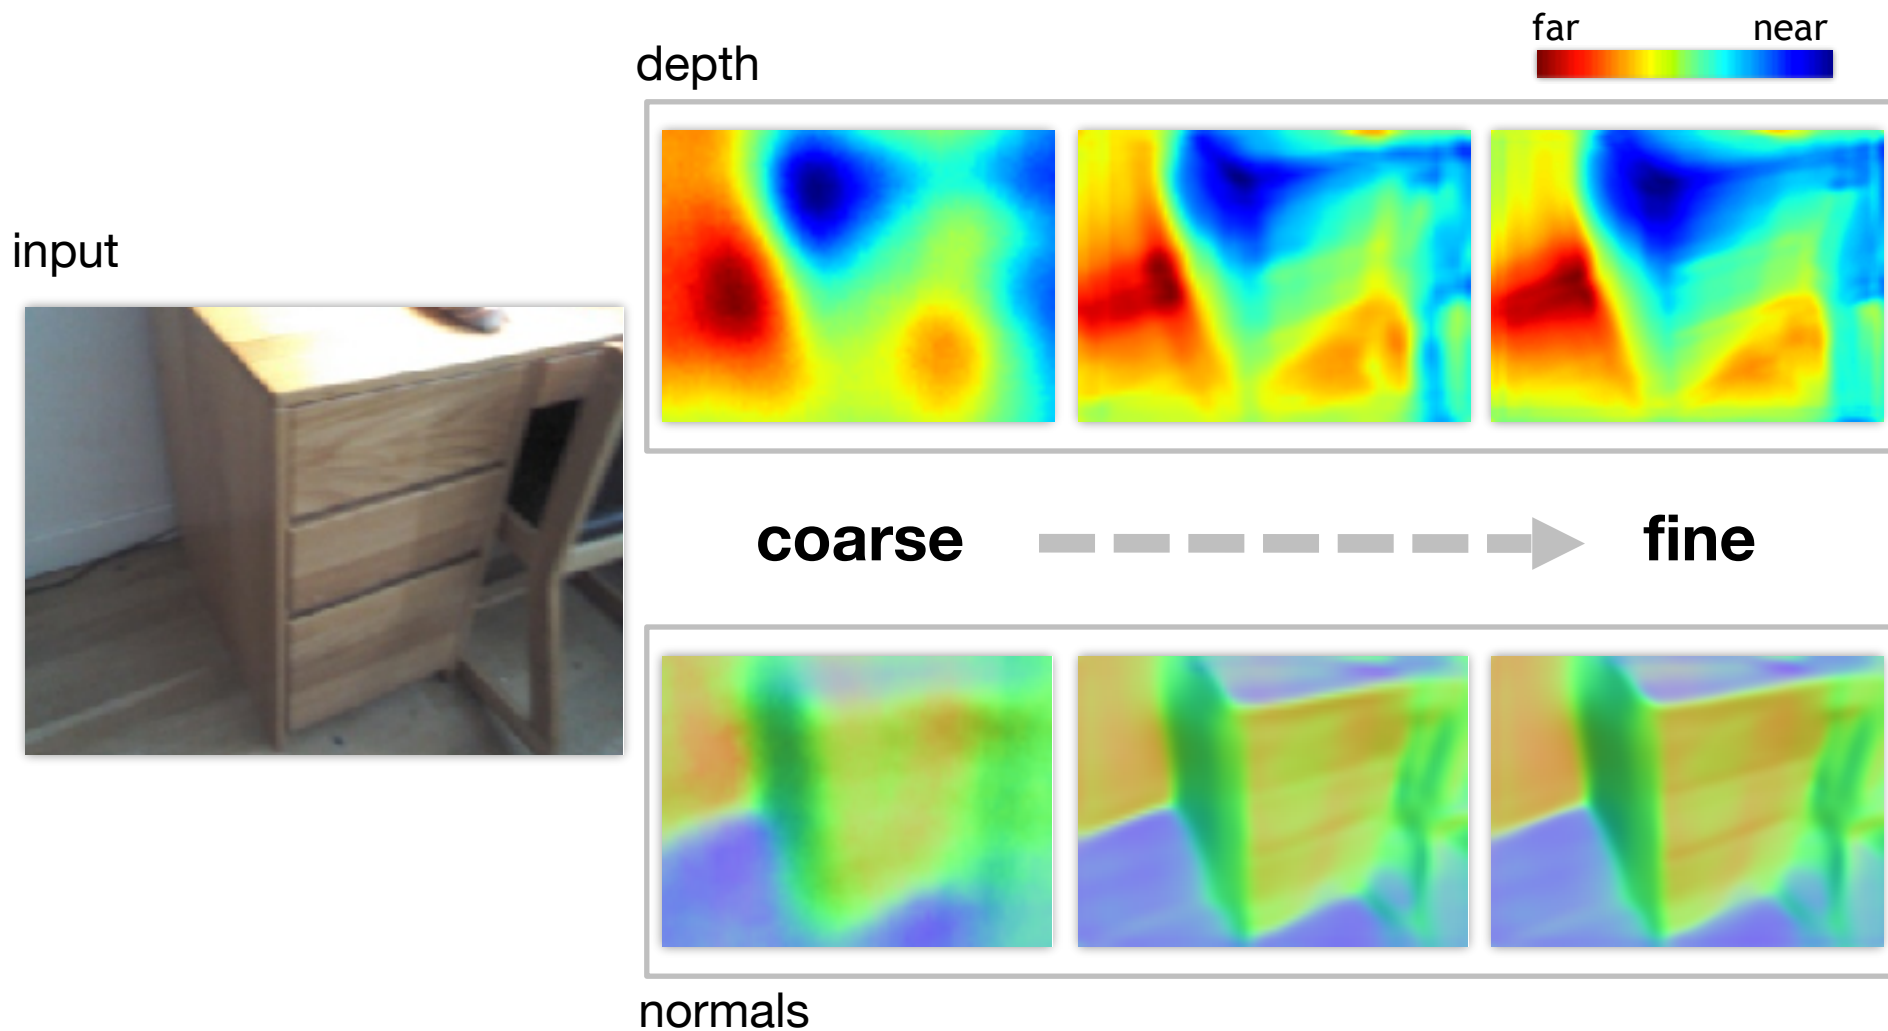 far near
depth
input
coarse fine
normals